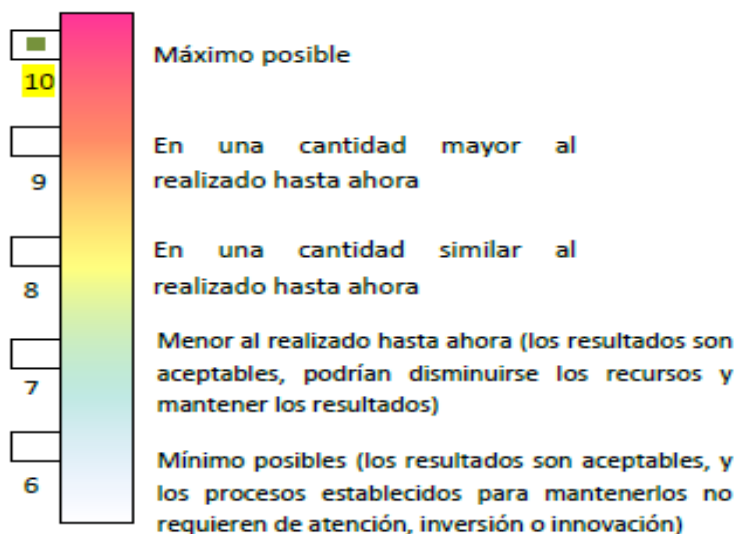 Máximo posible
10
En una cantidad mayor al
realizado hasta ahora
9
En una cantidad similar al
realizado hasta ahora
8
Menor al realizado hasta ahora (los resultados son
aceptables, podrían disminuirse los recursos y
mantener los resultados)
7
Mínimo posibles (los resultados son aceptables, y
los procesos establecidos para mantenerlos no
requieren de atención, inversión o innovación)
6